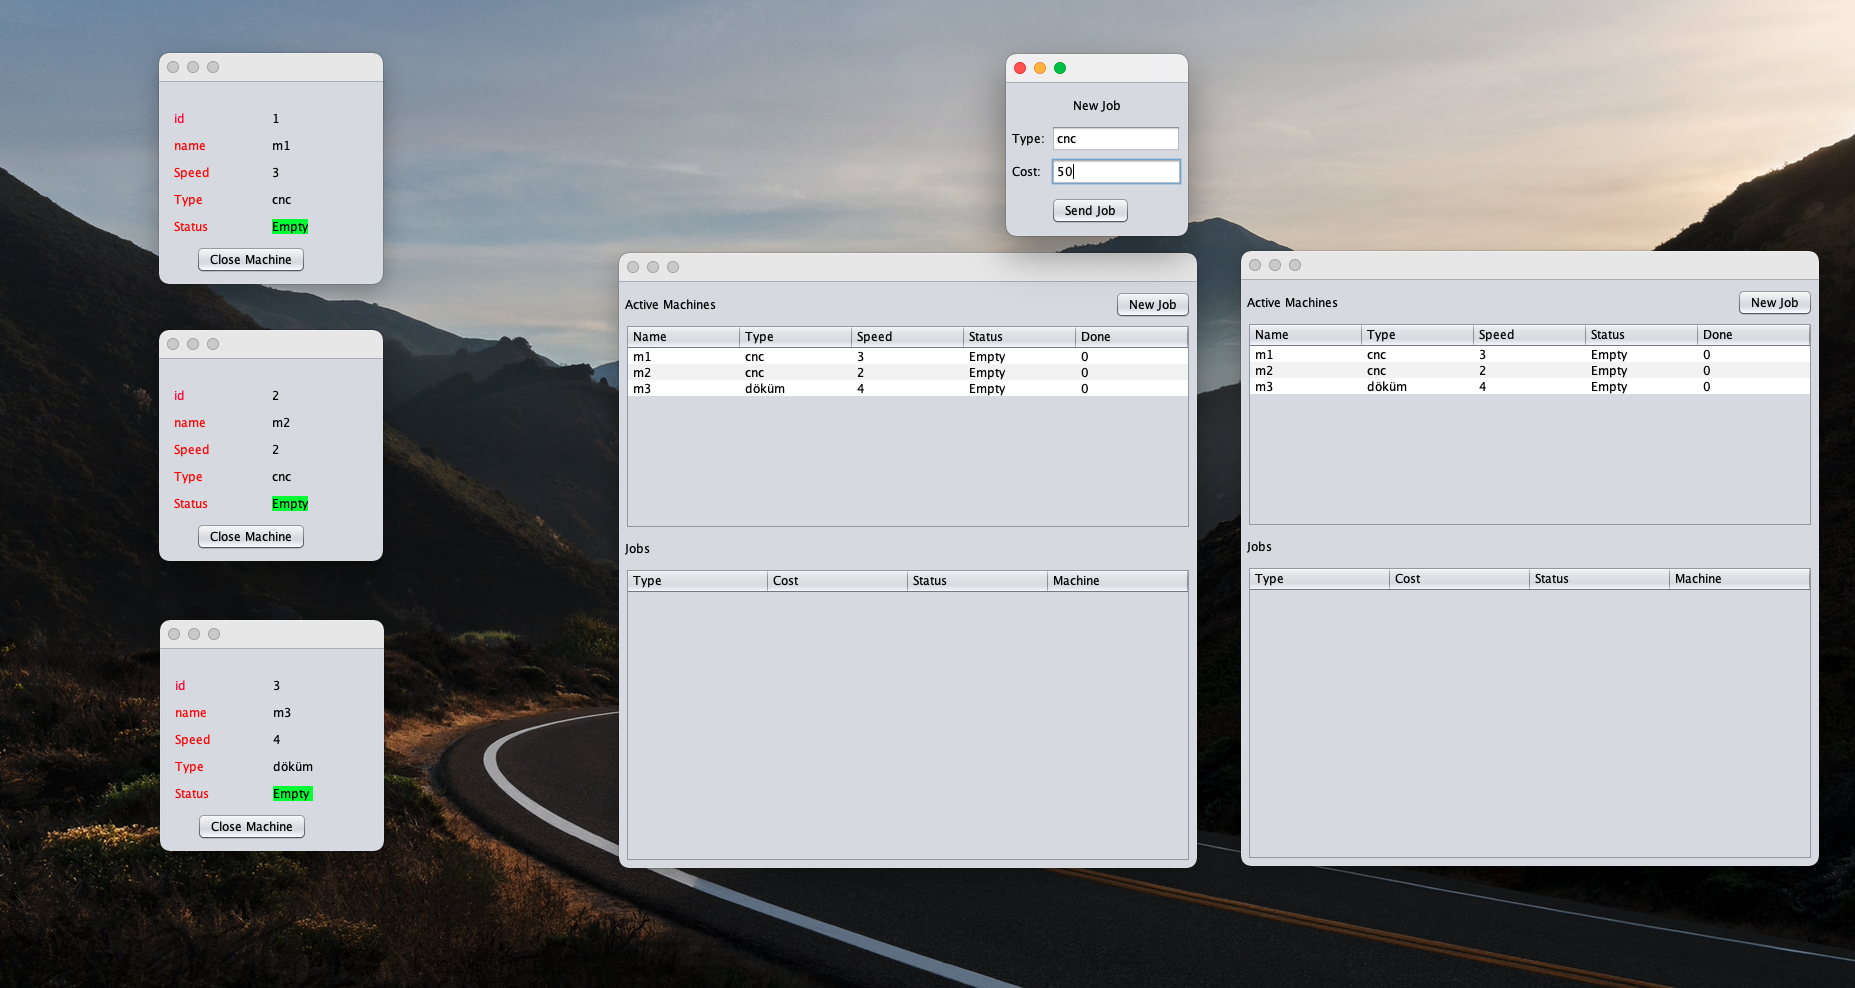 id 1
name m1
Speed 3
Type cnc
Status Empty
Close Machine
id 2
name m2
Speed 2
Type cnc
Status Empty
Close Machine
id 3
name m3
Speed 4
Type döküm
Status Empty
Close Machine
New Job
Type: cnc
Cost: 50
Send Job
Active Machines New Job
Name Type Speed Status Done
m1 cnc 3 Empty 0
m2 cnc 2 Empty 0
m3 döküm 4 Empty 0
Jobs
Type Cost Status Machine
Active Machines New Job
Name Type Speed Status Done
m1 cnc 3 Empty 0
m2 cnc 2 Empty 0
m3 döküm 4 Empty 0
Jobs
Type Cost Status Machine